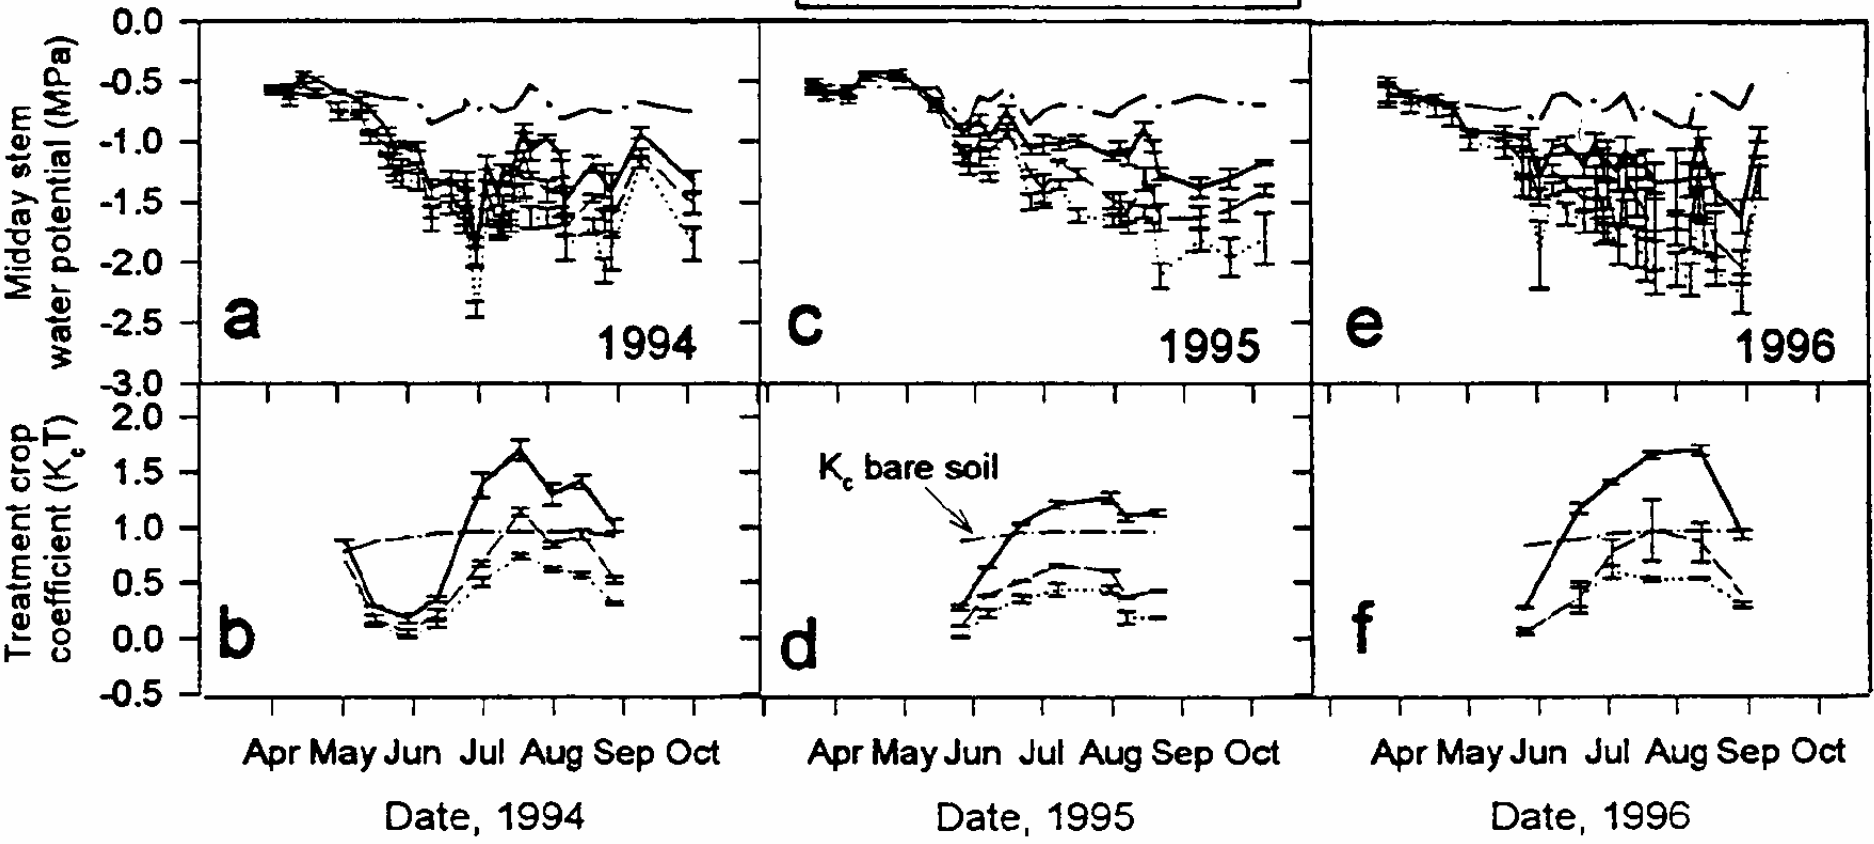 Midday stem
water potential (MPa)
0.0
-0.5
-1.0
-1.5
-2.0
-2.5
-3.0
a
1994
c
1995
e
1996
Treatment crop
coefficient (KcT)
2.0
1.5
1.0
0.5
0.0
-0.5
b
Kc bare soil
d
f
Apr May Jun Jul Aug Sep Oct
Apr May Jun Jul Aug Sep Oct
Apr May Jun Jul Aug Sep Oct
Date, 1994
Date, 1995
Date, 1996